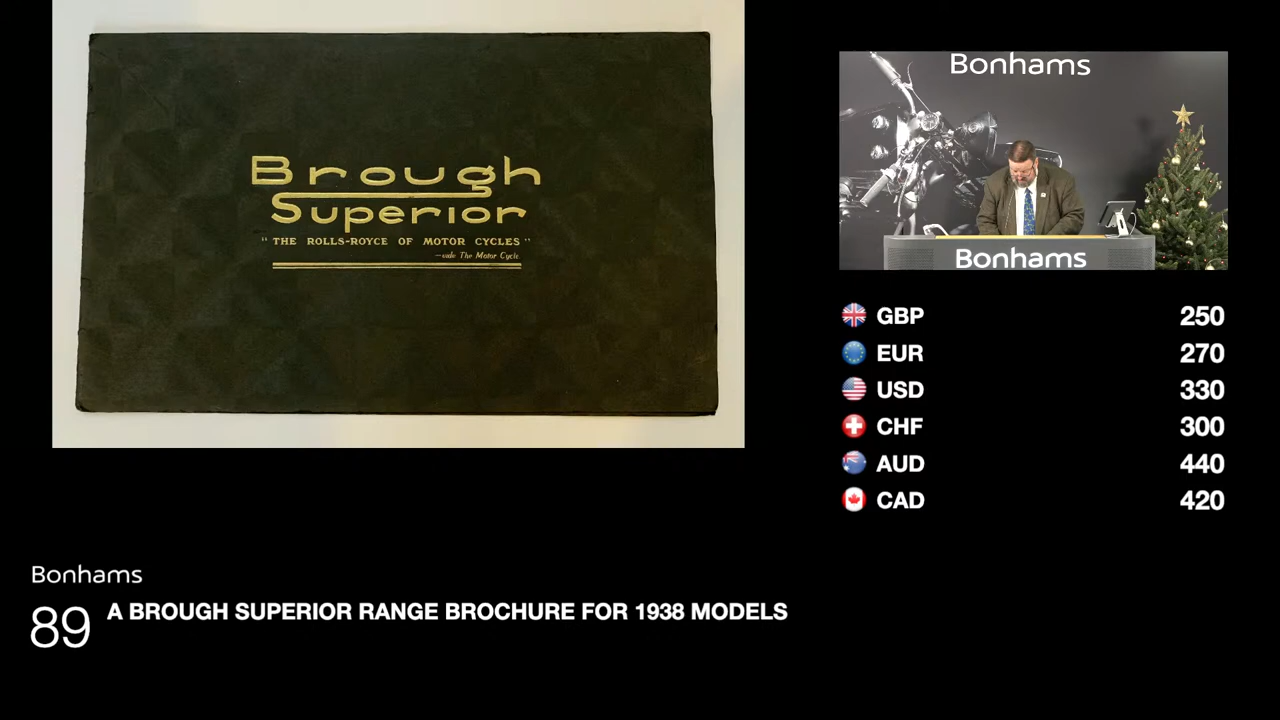 Brough
Superior
"THE ROLLS-ROYCE OF MOTOR CYCLES"
—vide The Motor Cycle
Bonhams
Bonhams
GBP 250
EUR 270
USD 330
CHF 300
AUD 440
CAD 420
Bonhams
89 A BROUGH SUPERIOR RANGE BROCHURE FOR 1938 MODELS